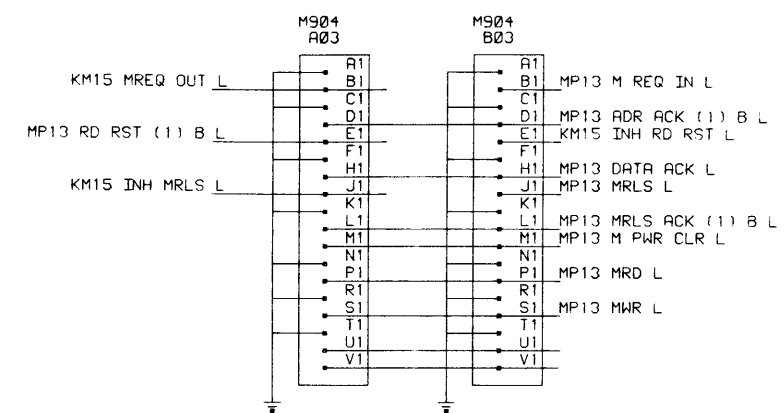 M904 M904
A03 B03
A1 A1
KM15 MREQ OUT L B1 B1 MP13 M REQ IN L
C1 C1
D1 D1 MP13 ADR ACK (1) B L
MP13 RD RST (1) B L E1 E1 KM15 INH RD RST L
F1 F1
H1 H1 MP13 DATA ACK L
KM15 INH MRLS L J1 J1 MP13 MRLS L
K1 K1
L1 L1 MP13 MRLS ACK (1) B L
M1 M1 MP13 M PWR CLR L
N1 N1
P1 P1 MP13 MRD L
R1 R1
S1 S1 MP13 MWR L
T1 T1
U1 U1
V1 V1